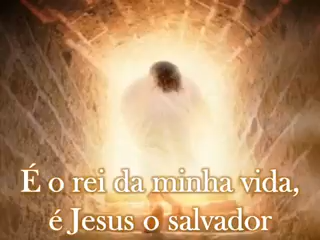 É o rei da minha vida,
é Jesus o salvador